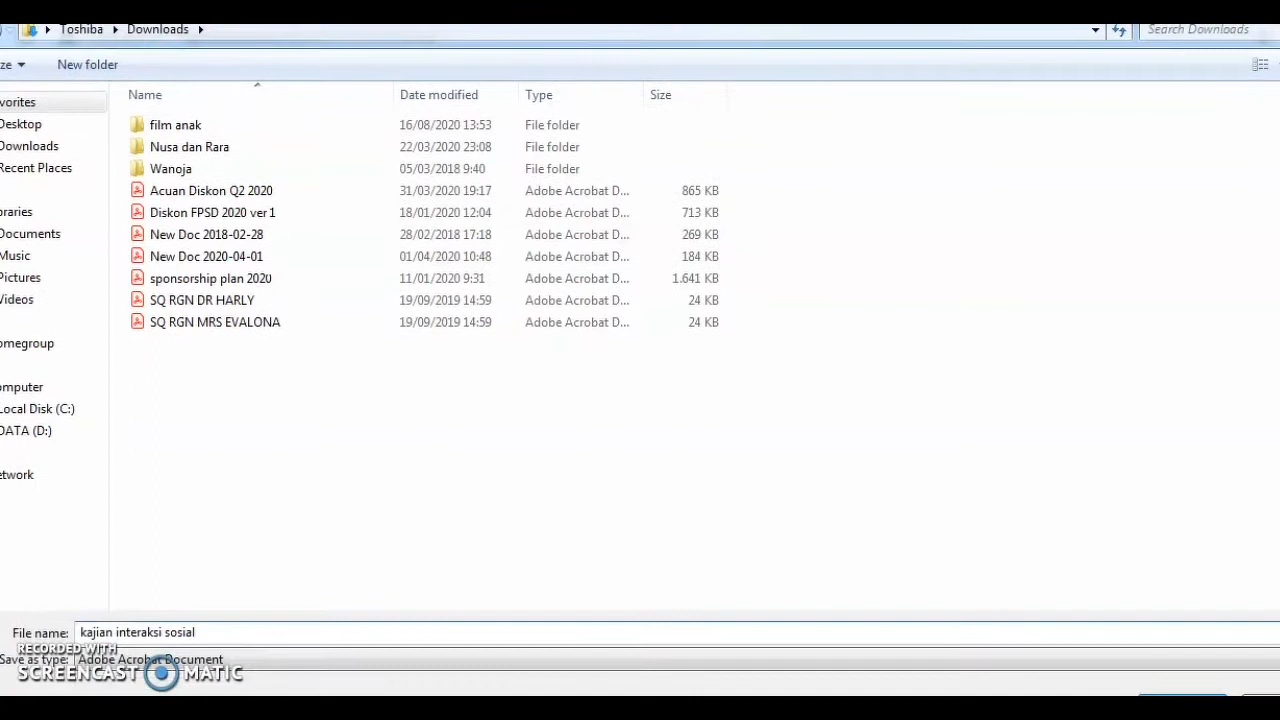 Toshiba Downloads Search Downloads
ze New folder
Name Date modified Type Size
vorites
Desktop
Downloads
Recent Places
braries
Documents
Music
Pictures
Videos
omegroup
omputer
Local Disk (C:)
DATA (D:)
etwork
film anak 16/08/2020 13:53 File folder
Nusa dan Rara 22/03/2020 23:08 File folder
Wanoja 05/03/2018 9:40 File folder
Acuan Diskon Q2 2020 31/03/2020 19:17 Adobe Acrobat D... 865 KB
Diskon FPSD 2020 ver 1 18/01/2020 12:04 Adobe Acrobat D... 713 KB
New Doc 2018-02-28 28/02/2018 17:18 Adobe Acrobat D... 269 KB
New Doc 2020-04-01 01/04/2020 10:48 Adobe Acrobat D... 184 KB
sponsorship plan 2020 11/01/2020 9:31 Adobe Acrobat D... 1.641 KB
SQ RGN DR HARLY 19/09/2019 14:59 Adobe Acrobat D... 24 KB
SQ RGN MRS EVALONA 19/09/2019 14:59 Adobe Acrobat D... 24 KB
File name: kajian interaksi sosial
Save as type: Adobe Acrobat Document
RECORDED WITH
SCREENCAST MATIC